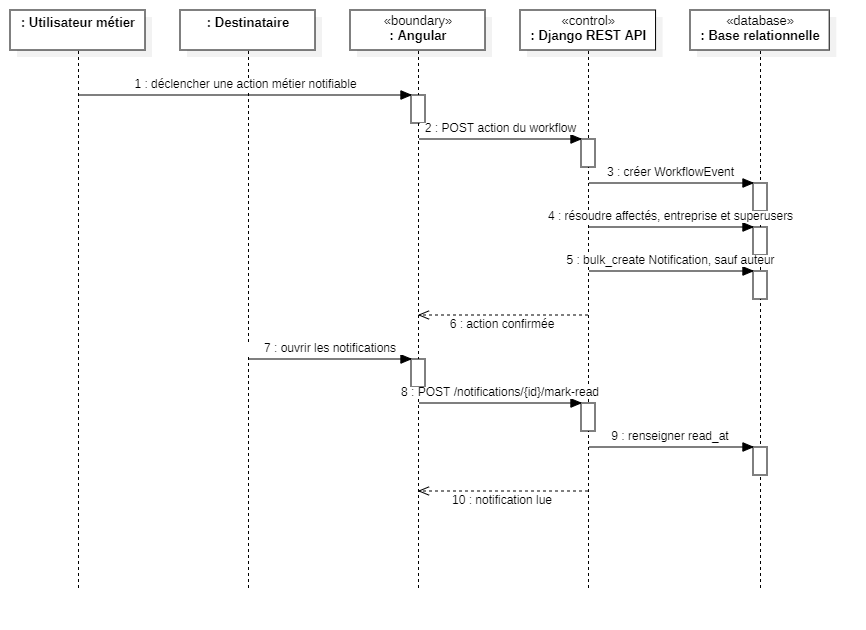 : Utilisateur métier
: Destinataire
«boundary»
: Angular
«control»
: Django REST API
«database»
: Base relationnelle
1 : déclencher une action métier notifiable
2 : POST action du workflow
3 : créer WorkflowEvent
4 : résoudre affectés, entreprise et superusers
5 : bulk_create Notification, sauf auteur
6 : action confirmée
7 : ouvrir les notifications
8 : POST /notifications/{id}/mark-read
9 : renseigner read_at
10 : notification lue